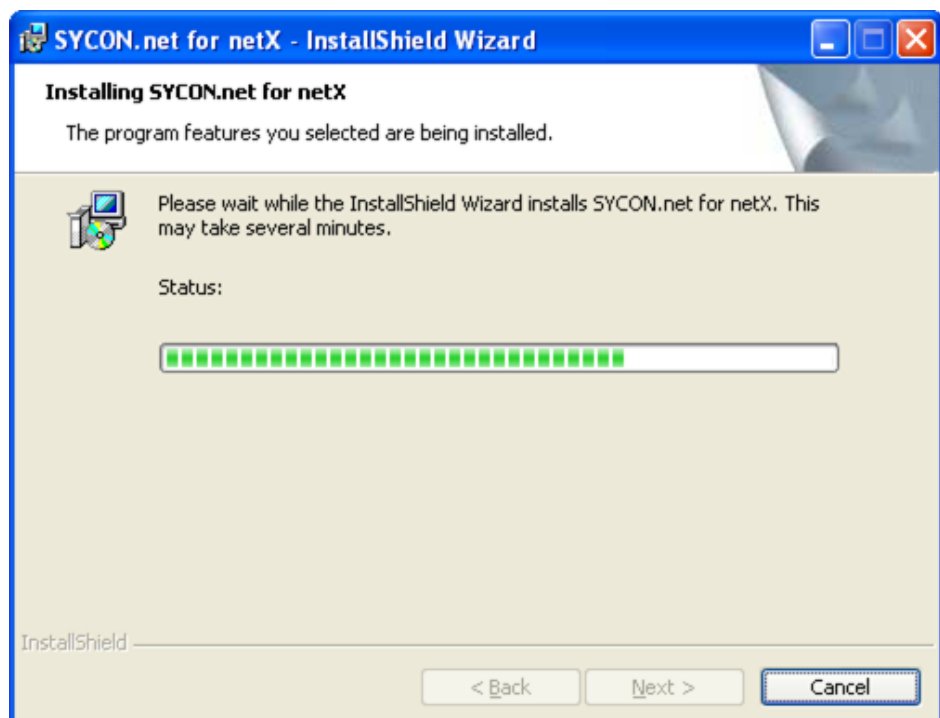 SYCON.net for netX - InstallShield Wizard
Installing SYCON.net for netX
The program features you selected are being installed.
Please wait while the InstallShield Wizard installs SYCON.net for netX. This
may take several minutes.
Status:
InstallShield
< Back
Next >
Cancel